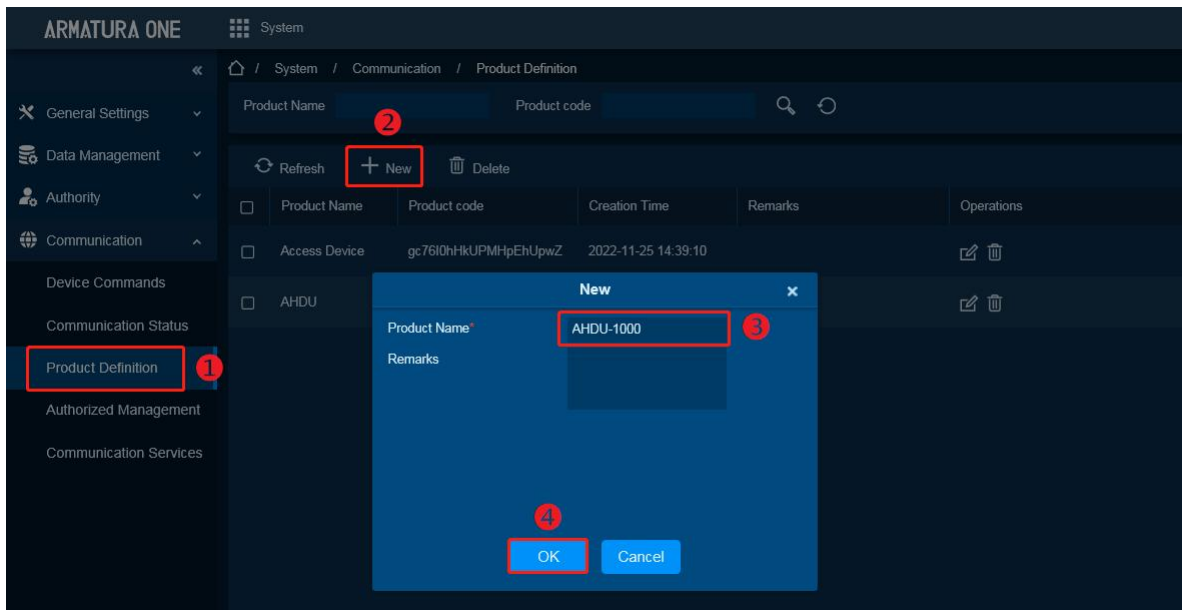 ARMATURA ONE
System
«
/ System / Communication / Product Definition
General Settings
Product Name
Product code
2
Data Management
Refresh
New
Delete
Authority
Product Name
Product code
Creation Time
Remarks
Operations
Communication
Access Device
gc76I0hHkUPMHpEhUpwZ
2022-11-25 14:39:10
Device Commands
New
×
AHDU
Communication Status
Product Name*
AHDU-1000
3
Remarks
Product Definition
1
Authorized Management
Communication Services
4
OK
Cancel